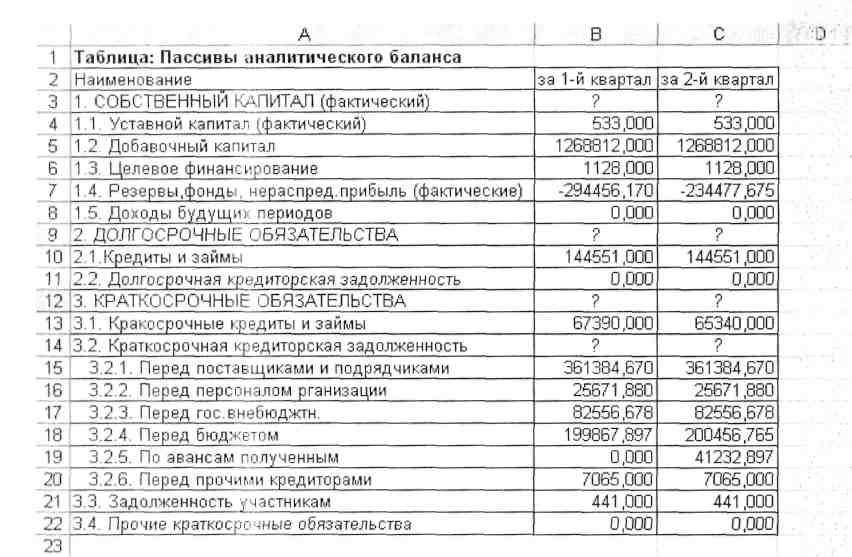 A B C D
1 Таблица: Пассивы аналитического баланса
2 Наименование за 1-й квартал за 2-й квартал
3 1. СОБСТВЕННЫЙ КАПИТАЛ (фактический) ? ?
4 1.1. Уставной капитал (фактический) 533,000 533,000
5 1.2. Добавочный капитал 1268812,000 1268812,000
6 1.3. Целевое финансирование 1128,000 1128,000
7 1.4. Резервы,фонды, нераспред.прибыль (фактические) -294456,170 -234477,675
8 1.5. Доходы будущих периодов 0,000 0,000
9 2. ДОЛГОСРОЧНЫЕ ОБЯЗАТЕЛЬСТВА ? ?
10 2.1.Кредиты и займы 144551,000 144551,000
11 2.2. Долгосрочная кредиторская задолженность 0,000 0,000
12 3. КРАТКОСРОЧНЫЕ ОБЯЗАТЕЛЬСТВА ? ?
13 3.1. Кракосрочные кредиты и займы 67390,000 65340,000
14 3.2. Краткосрочная кредиторская задолженность ? ?
15 3.2.1. Перед поставщиками и подрядчиками 361384,670 361384,670
16 3.2.2. Перед персоналом рганизации 25671,880 25671,880
17 3.2.3. Перед гос.внебюджтн. 82556,678 82556,678
18 3.2.4. Перед бюджетом 199867,897 200456,765
19 3.2.5. По авансам полученным 0,000 41232,897
20 3.2.6. Перед прочими кредиторами 7065,000 7065,000
21 3.3. Задолженность участникам 441,000 441,000
22 3.4. Прочие краткосрочные обязательства 0,000 0,000
23